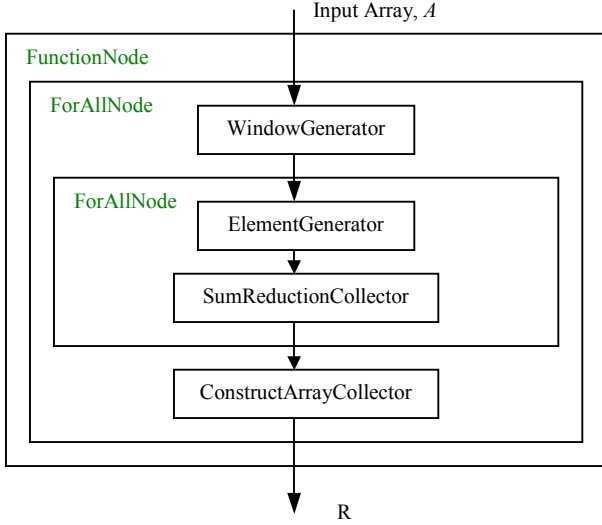 Input Array, A
FunctionNode
ForAllNode
WindowGenerator
ForAllNode
ElementGenerator
SumReductionCollector
ConstructArrayCollector
R